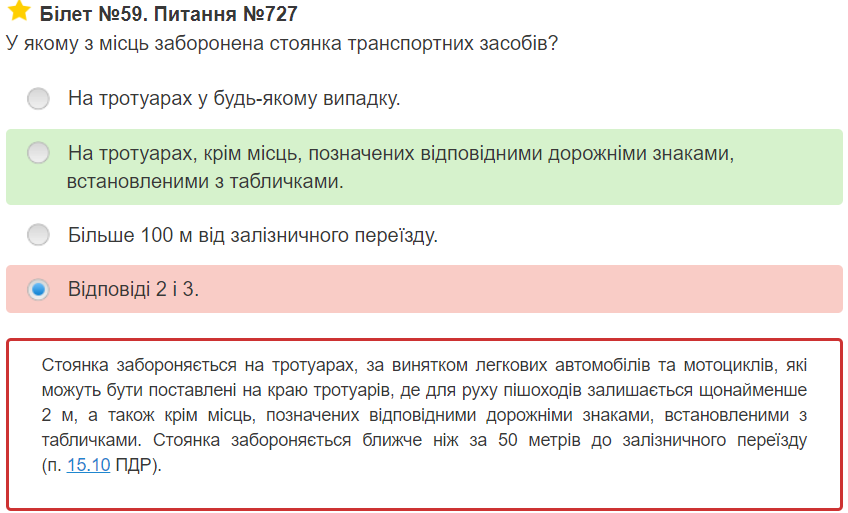 Білет №59. Питання №727
У якому з місць заборонена стоянка транспортних засобів?
На тротуарах у будь-якому випадку.
На тротуарах, крім місць, позначених відповідними дорожніми знаками,
встановленими з табличками.
Більше 100 м від залізничного переїзду.
Відповіді 2 і 3.
Стоянка забороняється на тротуарах, за винятком легкових автомобілів та мотоциклів, які
можуть бути поставлені на краю тротуарів, де для руху пішоходів залишається щонайменше
2 м, а також крім місць, позначених відповідними дорожніми знаками, встановленими з
табличками. Стоянка забороняється ближче ніж за 50 метрів до залізничного переїзду
(п. 15.10 ПДР).